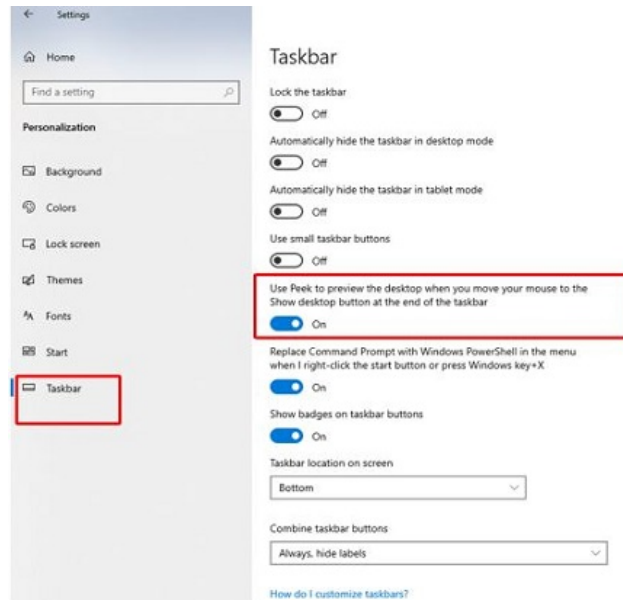 Settings
Home
Find a setting
Personalization
Background
Colors
Lock screen
Themes
Fonts
Start
Taskbar
Taskbar
Lock the taskbar
Off
Automatically hide the taskbar in desktop mode
Off
Automatically hide the taskbar in tablet mode
Off
Use small taskbar buttons
Off
Use Peek to preview the desktop when you move your mouse to the
Show desktop button at the end of the taskbar
On
Replace Command Prompt with Windows PowerShell in the menu
when I right-click the start button or press Windows key+X
On
Show badges on taskbar buttons
On
Taskbar location on screen
Bottom
Combine taskbar buttons
Always, hide labels
How do I customize taskbars?